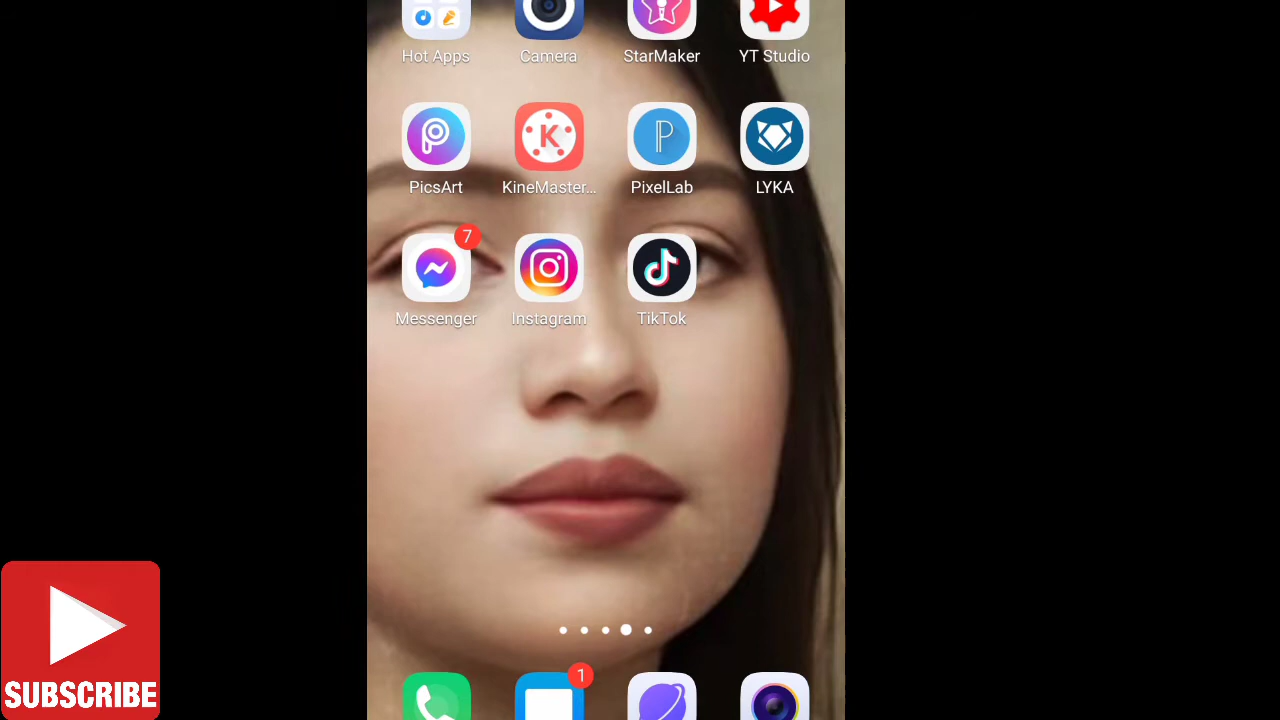 Hot Apps Camera StarMaker YT Studio
PicsArt KineMaster... PixelLab LYKA
7
Messenger Instagram TikTok
1
SUBSCRIBE